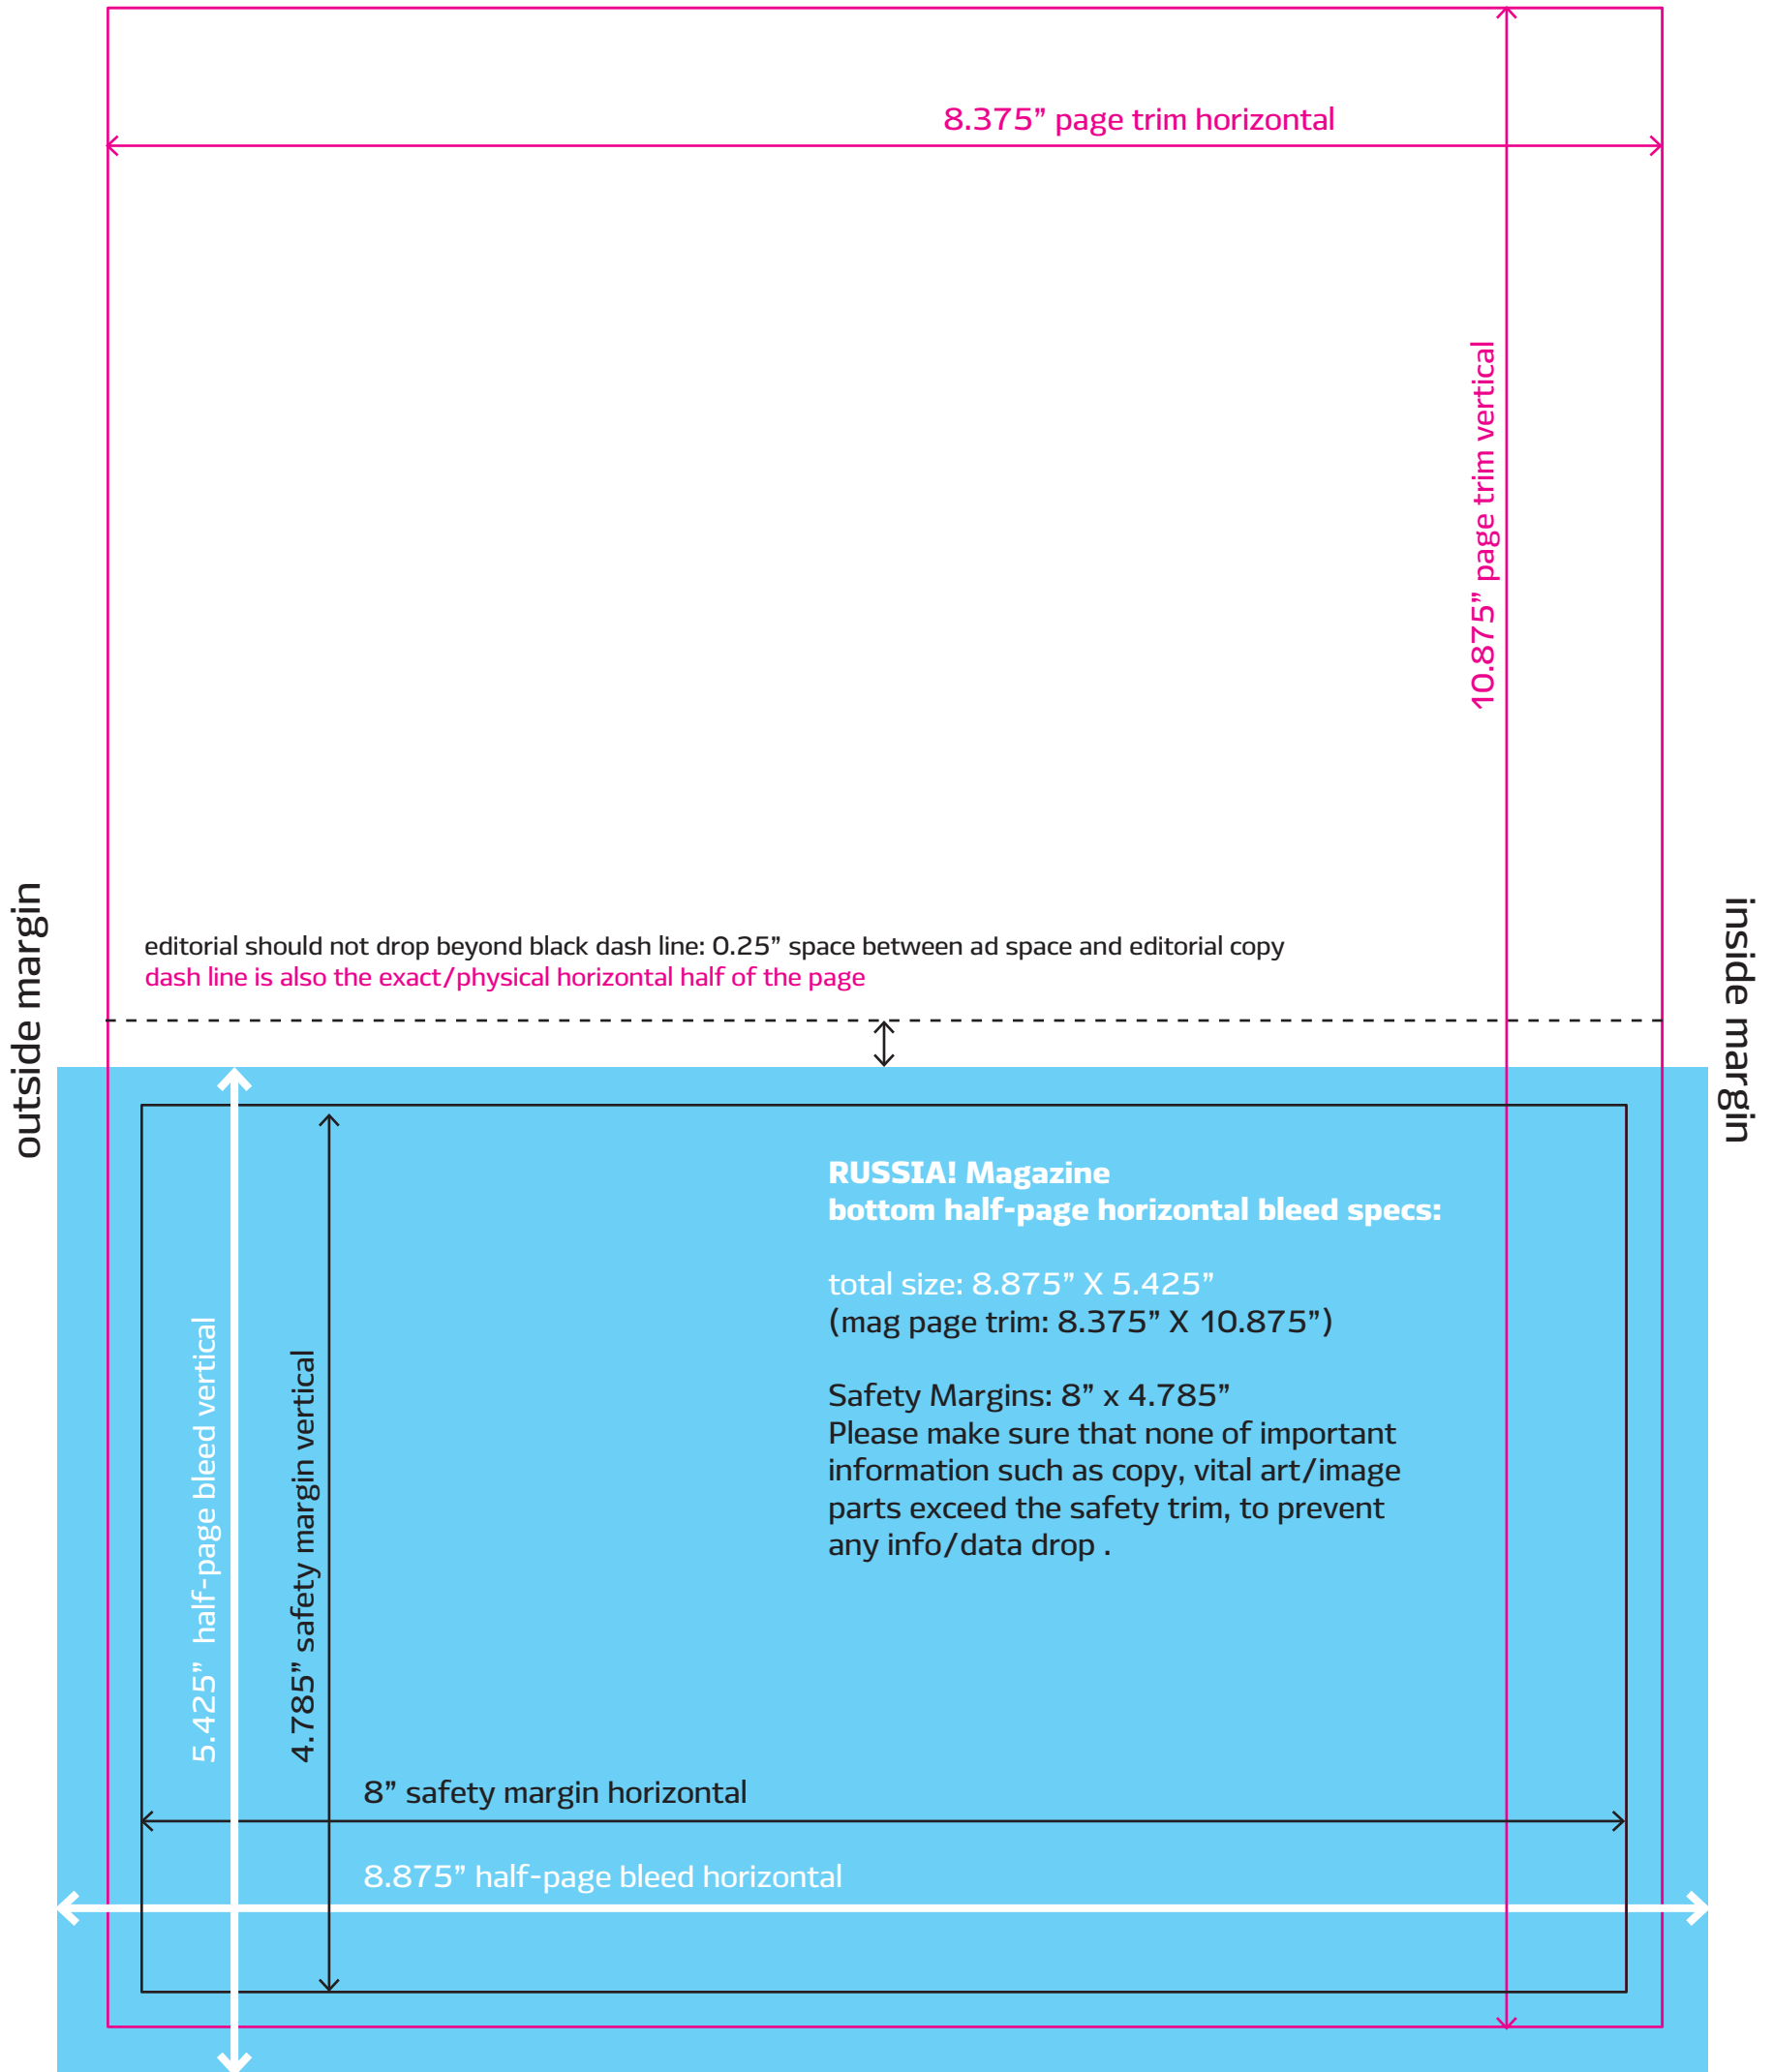 8.375” page trim horizontal
10.875” page trim vertical
outside margin
inside margin
editorial should not drop beyond black dash line: 0.25” space between ad space and editorial copy
dash line is also the exact/physical horizontal half of the page
RUSSIA! Magazine
bottom half-page horizontal bleed specs:
total size: 8.875” X 5.425”
(mag page trim: 8.375” X 10.875”)
Safety Margins: 8” x 4.785”
Please make sure that none of important
information such as copy, vital art/image
parts exceed the safety trim, to prevent
any info/data drop .
5.425” half-page bleed vertical
4.785” safety margin vertical
8” safety margin horizontal
8.875” half-page bleed horizontal